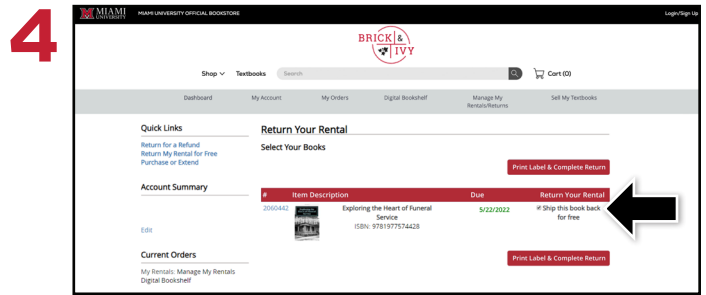 4
MIAMI UNIVERSITY
MIAMI UNIVERSITY OFFICIAL BOOKSTORE
Login/Sign Up
BRICK &
IVY
Shop
Textbooks
Search
Cart (0)
Dashboard
My Account
My Orders
Digital Bookshelf
Manage My
Rentals/Returns
Sell My Textbooks
Quick Links
Return for a Refund
Return My Rental for Free
Purchase or Extend
Account Summary
Edit
Current Orders
My Rentals: Manage My Rentals
Digital Bookshelf
Return Your Rental
Select Your Books
Print Label & Complete Return
# Item Description Due Return Your Rental
2060442 Exploring the Heart of Funeral 5/22/2022 Ship this book back
Service for free
ISBN: 9781977574428
Print Label & Complete Return